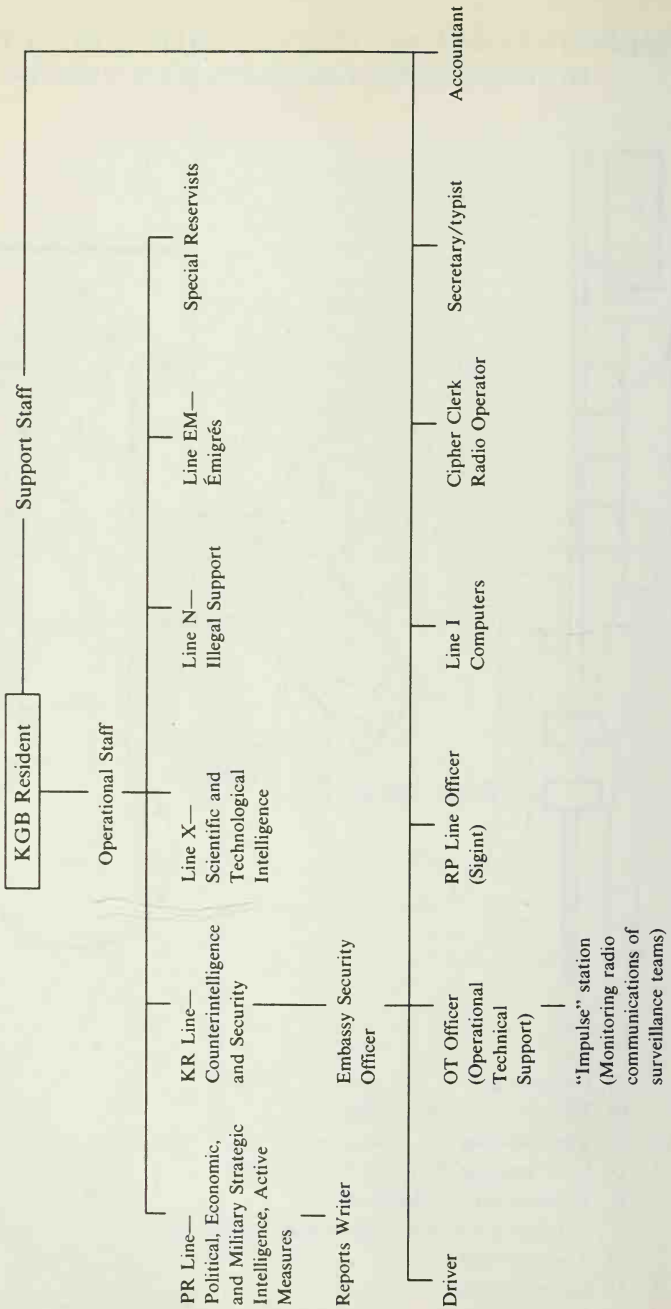 KGB Resident
Support Staff
Operational Staff
PR Line—
Political, Economic,
and Military Strategic
Intelligence, Active
Measures
KR Line—
Counterintelligence
and Security
Line X—
Scientific and
Technological
Intelligence
Line N—
Illegal Support
Line EM—
Émigrés
Special Reservists
Reports Writer
Embassy Security
Officer
Driver
OT Officer
(Operational
Technical
Support)
RP Line Officer
(Sigint)
Line I
Computers
Cipher Clerk
Radio Operator
Secretary/typist
Accountant
“Impulse” station
(Monitoring radio
communications of
surveillance teams)